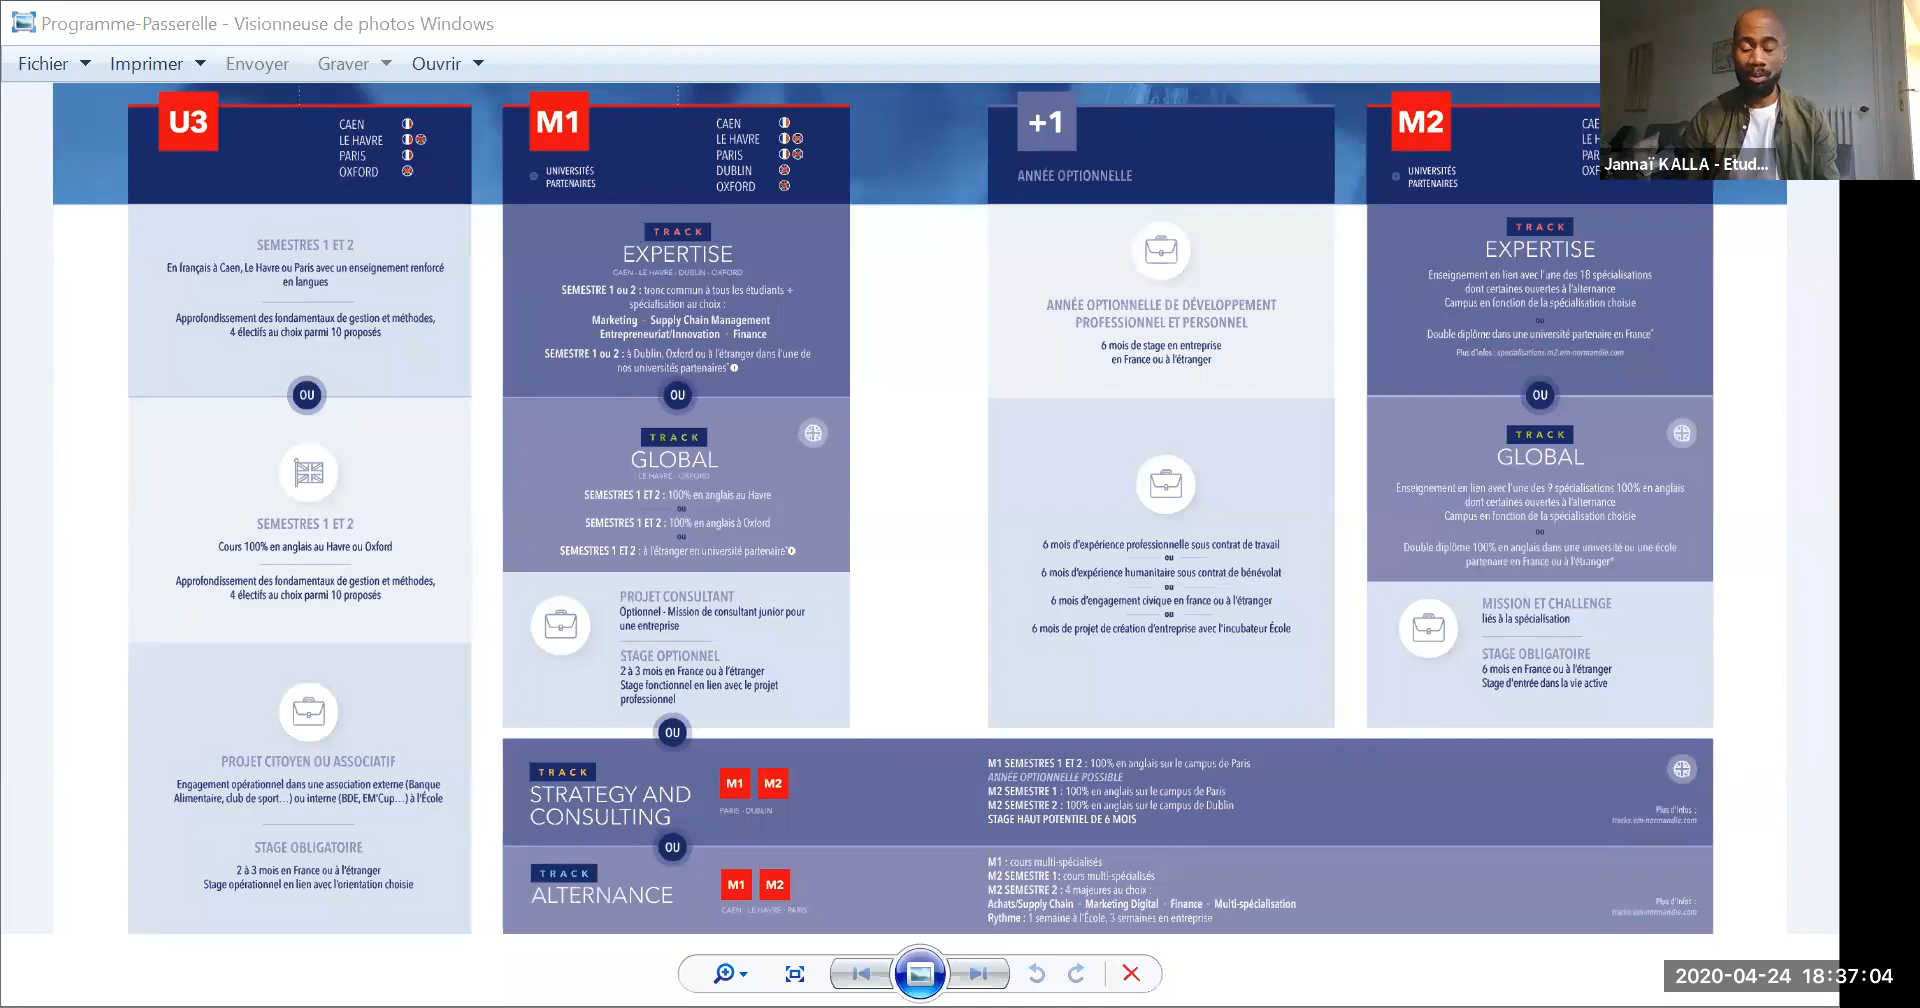 Programme-Passerelle - Visionneuse de photos Windows
Fichier Imprimer Envoyer Graver Ouvrir
U3
CAEN
LE HAVRE
PARIS
OXFORD
SEMESTRES 1 ET 2
En français à Caen, Le Havre ou Paris avec un enseignement renforcé
en langues
Approfondissement des fondamentaux de gestion et méthodes,
4 électifs au choix parmi 10 proposés
OU
SEMESTRES 1 ET 2
Cours 100% en anglais au Havre ou Oxford
Approfondissement des fondamentaux de gestion et méthodes,
4 électifs au choix parmi 10 proposés
PROJET CITOYEN OU ASSOCIATIF
Engagement opérationnel dans une association externe (Banque
Alimentaire, club de sport...) ou interne (BDE, EM'Cup...) à l'École
STAGE OBLIGATOIRE
2 à 3 mois en France ou à l'étranger
Stage opérationnel en lien avec l'orientation choisie
M1
UNIVERSITÉS
PARTENAIRES
CAEN
LE HAVRE
PARIS
DUBLIN
OXFORD
TRACK
EXPERTISE
CAEN - LE HAVRE - DUBLIN - OXFORD
SEMESTRE 1 ou 2 : tronc commun à tous les étudiants +
spécialisation au choix :
Marketing - Supply Chain Management
Entrepreneuriat/Innovation - Finance
SEMESTRE 1 ou 2 : à Dublin, Oxford ou à l'étranger dans l'une de
nos universités partenaires*
OU
TRACK
GLOBAL
LE HAVRE - OXFORD
SEMESTRES 1 ET 2 : 100% en anglais au Havre
ou
SEMESTRES 1 ET 2 : 100% en anglais à Oxford
ou
SEMESTRES 1 ET 2 : à l'étranger en université partenaire*
PROJET CONSULTANT
Optionnel - Mission de consultant junior pour
une entreprise
STAGE OPTIONNEL
2 à 3 mois en France ou à l'étranger
Stage fonctionnel en lien avec le projet
professionnel
OU
+1
ANNÉE OPTIONNELLE
ANNÉE OPTIONNELLE DE DÉVELOPPEMENT
PROFESSIONNEL ET PERSONNEL
6 mois de stage en entreprise
en France ou à l'étranger
6 mois d'expérience professionnelle sous contrat de travail
ou
6 mois d'expérience humanitaire sous contrat de bénévolat
ou
6 mois d'engagement civique en france ou à l'étranger
ou
6 mois de projet de création d'entreprise avec l'incubateur École
M2
UNIVERSITÉS
PARTENAIRES
CAE
LE H
PAR
OXF
TRACK
EXPERTISE
Enseignement en lien avec l'une des 18 spécialisations
dont certaines ouvertes à l'alternance
Campus en fonction de la spécialisation choisie
ou
Double diplôme dans une université partenaire en France*
Plus d'infos : specialisations.m2.em-normandie.com
OU
TRACK
GLOBAL
Enseignement en lien avec l'une des 9 spécialisations 100% en anglais
dont certaines ouvertes à l'alternance
Campus en fonction de la spécialisation choisie
ou
Double diplôme 100% en anglais dans une université ou une école
partenaire en France ou à l'étranger*
MISSION ET CHALLENGE
liés à la spécialisation
STAGE OBLIGATOIRE
6 mois en France ou à l'étranger
Stage d'entrée dans la vie active
TRACK
STRATEGY AND
CONSULTING
M1 M2
PARIS - DUBLIN
M1 SEMESTRES 1 ET 2 : 100% en anglais sur le campus de Paris
ANNÉE OPTIONNELLE POSSIBLE
M2 SEMESTRE 1 : 100% en anglais sur le campus de Paris
M2 SEMESTRE 2 : 100% en anglais sur le campus de Dublin
STAGE HAUT POTENTIEL DE 6 MOIS
Plus d'infos :
tracks.em-normandie.com
OU
TRACK
ALTERNANCE
M1 M2
CAEN - LE HAVRE - PARIS
M1 : cours multi-spécialisés
M2 SEMESTRE 1: cours multi-spécialisés
M2 SEMESTRE 2 : 4 majeures au choix :
Achats/Supply Chain - Marketing Digital - Finance - Multi-spécialisation
Rythme : 1 semaine à l'École, 3 semaines en entreprise
Plus d'infos :
tracks.em-normandie.com
Jannaï KALLA - Etud...
2020-04-24 18:37:04